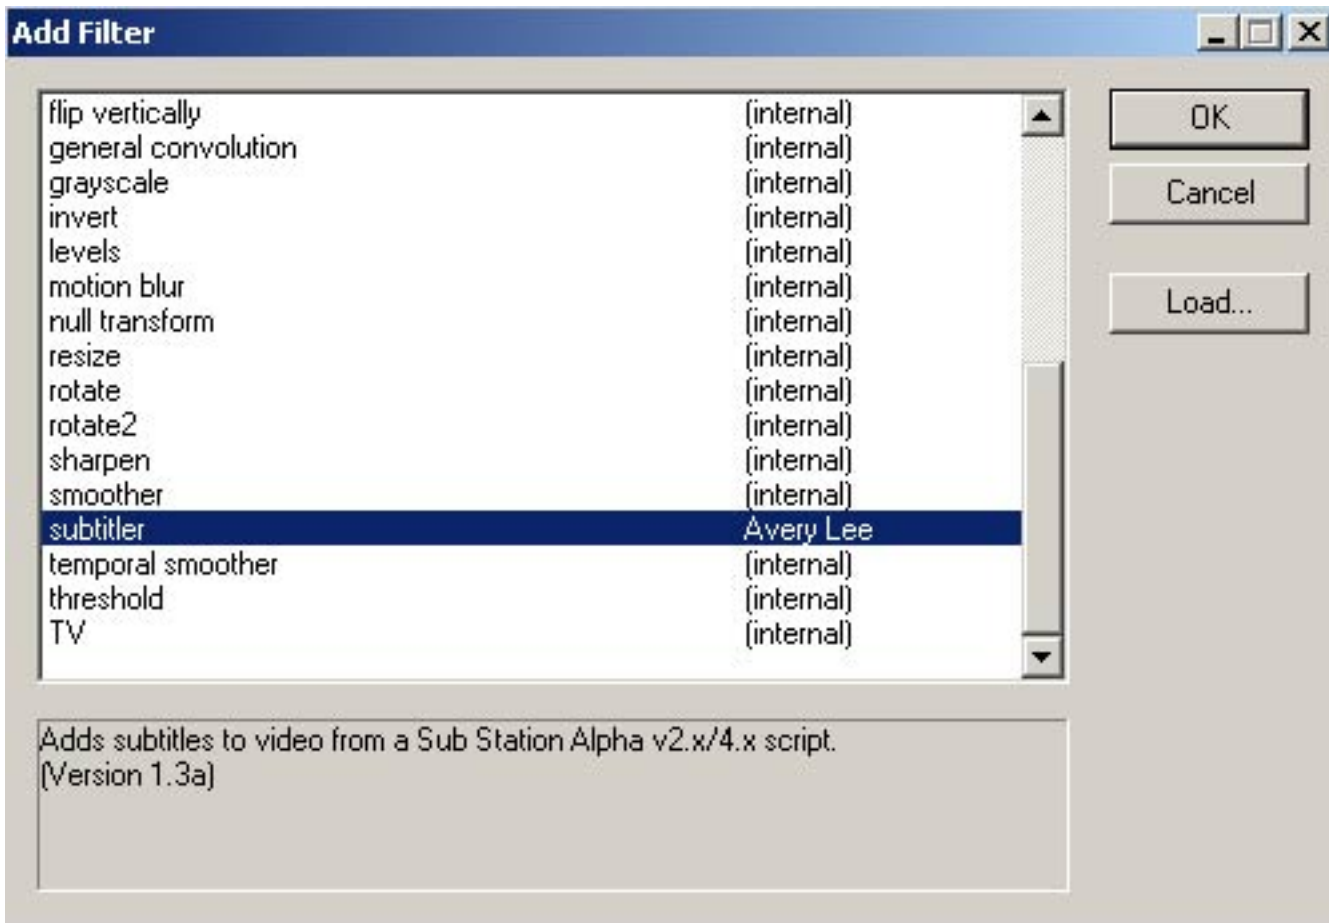 Add Filter
flip vertically (internal)
general convolution (internal)
grayscale (internal)
invert (internal)
levels (internal)
motion blur (internal)
null transform (internal)
resize (internal)
rotate (internal)
rotate2 (internal)
sharpen (internal)
smoother (internal)
subtitler Avery Lee
temporal smoother (internal)
threshold (internal)
TV (internal)
OK
Cancel
Load...
Adds subtitles to video from a Sub Station Alpha v2.x/4.x script.
(Version 1.3a)